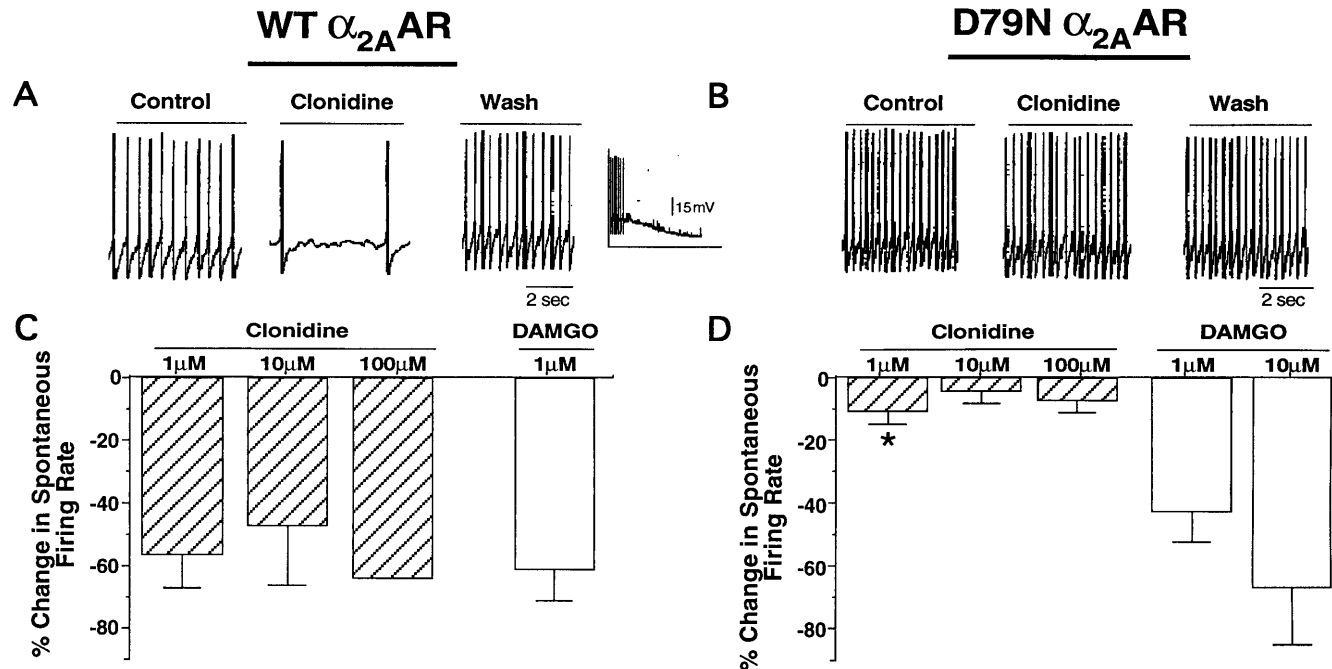 WT α2AAR
D79N α2AAR
A
Control
Clonidine
Wash
15 mV
2 sec
B
Control
Clonidine
Wash
2 sec
C
Clonidine
DAMGO
1μM
10μM
100μM
1μM
0
-20
-40
-60
-80
% Change in Spontaneous
Firing Rate
D
Clonidine
DAMGO
1μM
10μM
100μM
1μM
10μM
0
-20
-40
-60
-80
*
% Change in Spontaneous
Firing Rate